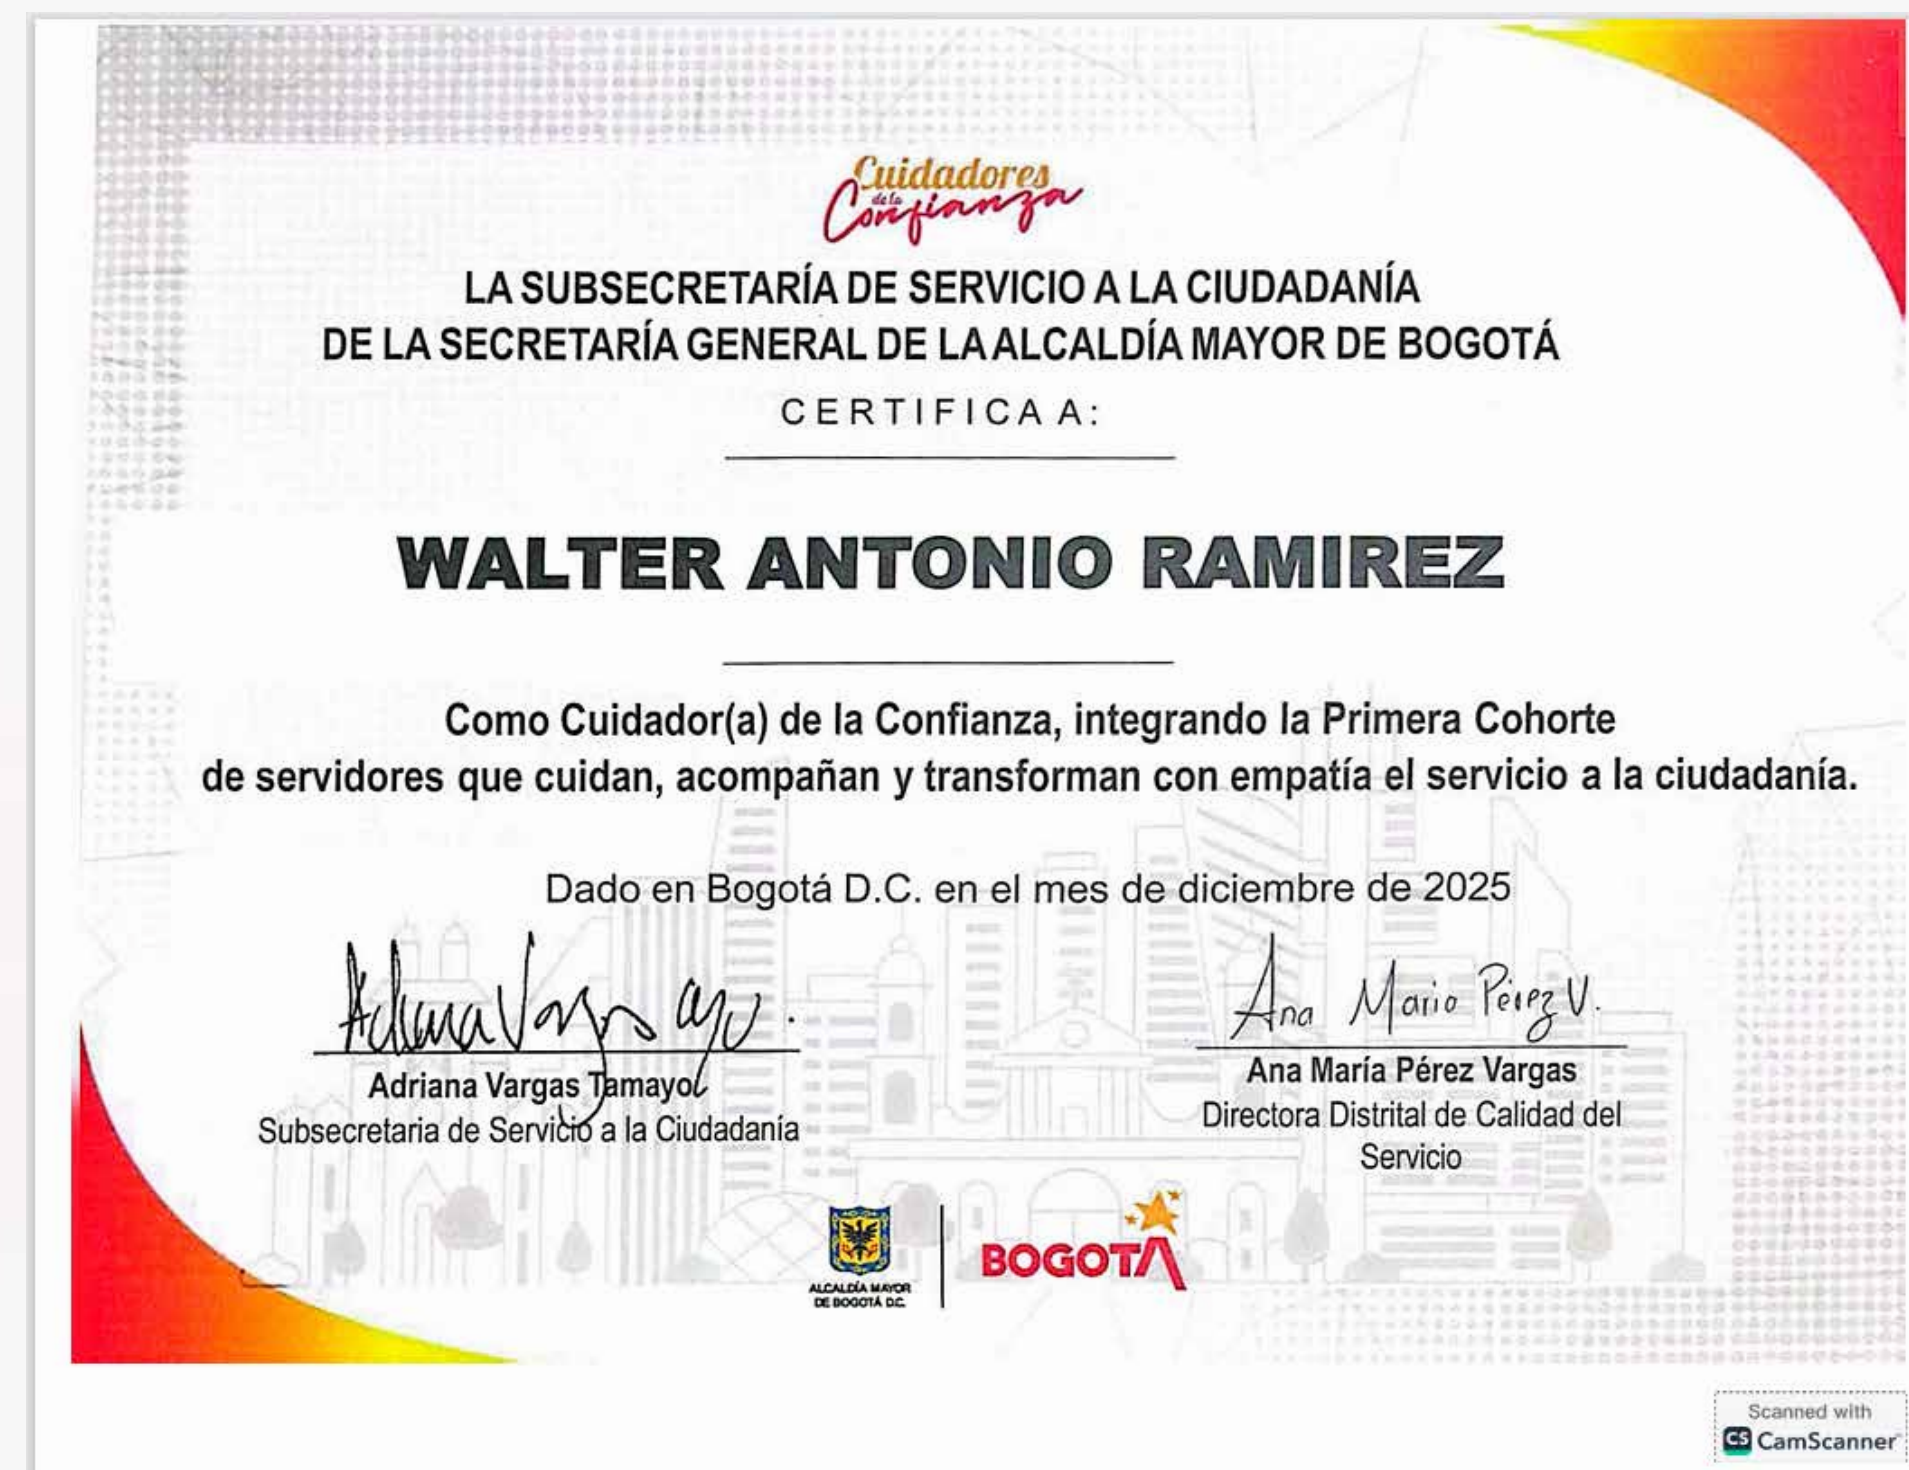 Cuidadores
de la
Confianza
LA SUBSECRETARÍA DE SERVICIO A LA CIUDADANÍA
DE LA SECRETARÍA GENERAL DE LA ALCALDÍA MAYOR DE BOGOTÁ
CERTIFICA A:
WALTER ANTONIO RAMIREZ
Como Cuidador(a) de la Confianza, integrando la Primera Cohorte
de servidores que cuidan, acompañan y transforman con empatía el servicio a la ciudadanía.
Dado en Bogotá D.C. en el mes de diciembre de 2025
Adriana Vargas
Ana Maria Pérez V.
Adriana Vargas Tamayo
Ana María Pérez Vargas
Subsecretaria de Servicio a la Ciudadanía
Directora Distrital de Calidad del
Servicio
ALCALDÍA MAYOR
DE BOGOTÁ D.C.
BOGOTÁ
Scanned with
CS CamScanner